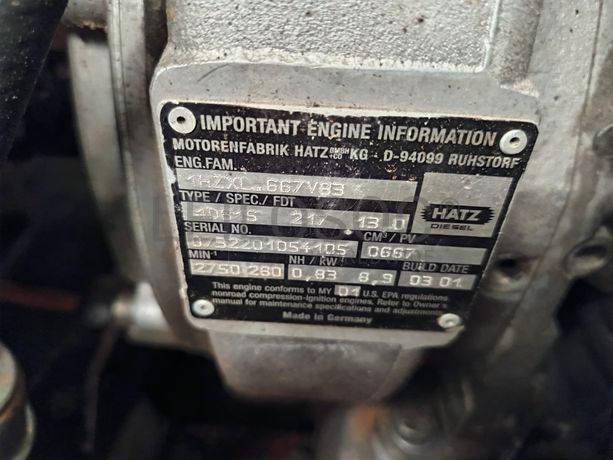 IMPORTANT ENGINE INFORMATION
MOTORENFABRIK HATZ GMBH +CO KG · D-94099 RUHSTORF
ENG.FAM.
1HZXL.667V83
TYPE / SPEC./ FDT
21 13.0
HATZ
DIESEL
SERIAL NO. CM³/ PV
0732201054105 0667
MIN⁻¹ NH / KW BUILD DATE
2750 280 0,83 8,9 03 01
This engine conforms to MY 01 U.S. EPA regulations
nonroad compression-ignition engines. Refer to Owner's
manual for maintenance specifications and adjustments
Made in Germany